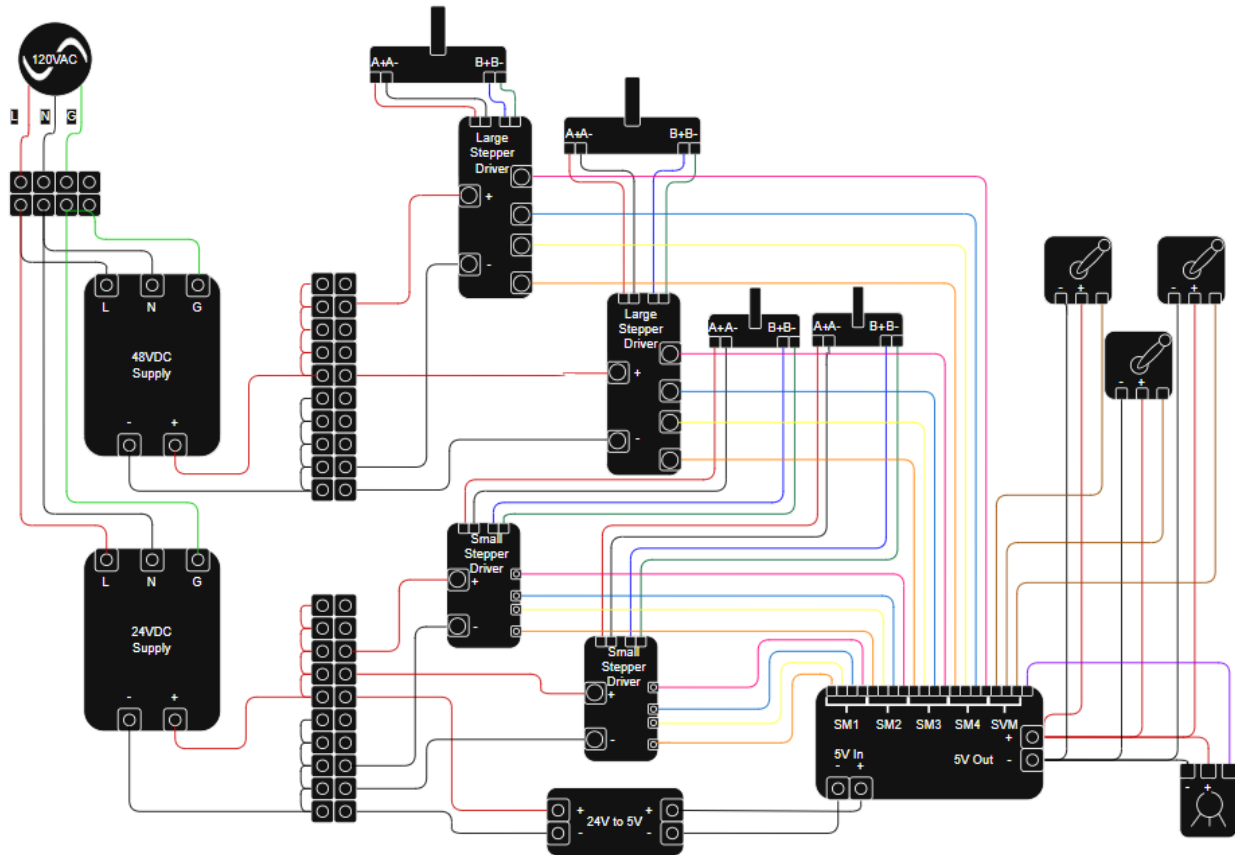 120VAC
L N G
A+A- B+B-
Large
Stepper
Driver
+
-
A+A- B+B-
Large
Stepper
Driver
+
-
L N G
48VDC
Supply
- +
A+A- B+B-
A+A- B+B-
- +
- +
- +
Small
Stepper
Driver
+
-
L N G
24VDC
Supply
- +
Small
Stepper
Driver
+
-
SM1 SM2 SM3 SM4 SVM
+
5V In 5V Out -
- +
- +
+ 24V to 5V +
- -